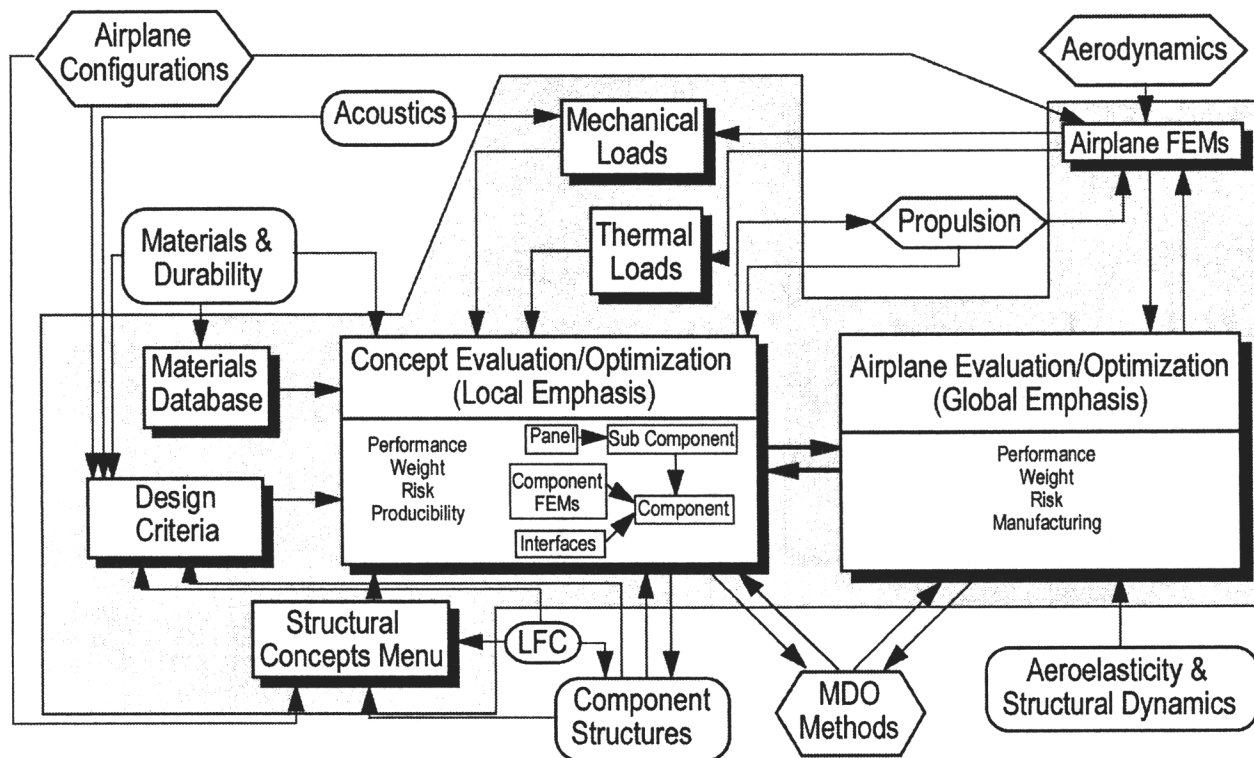 Airplane
Configurations
Aerodynamics
Acoustics
Mechanical
Loads
Airplane FEMs
Materials &
Durability
Thermal
Loads
Propulsion
Materials
Database
Concept Evaluation/Optimization
(Local Emphasis)
Airplane Evaluation/Optimization
(Global Emphasis)
Performance
Weight
Risk
Producibility
Panel
Sub Component
Component
FEMs
Component
Interfaces
Performance
Weight
Risk
Manufacturing
Design
Criteria
Structural
Concepts Menu
LFC
Component
Structures
MDO
Methods
Aeroelasticity &
Structural Dynamics